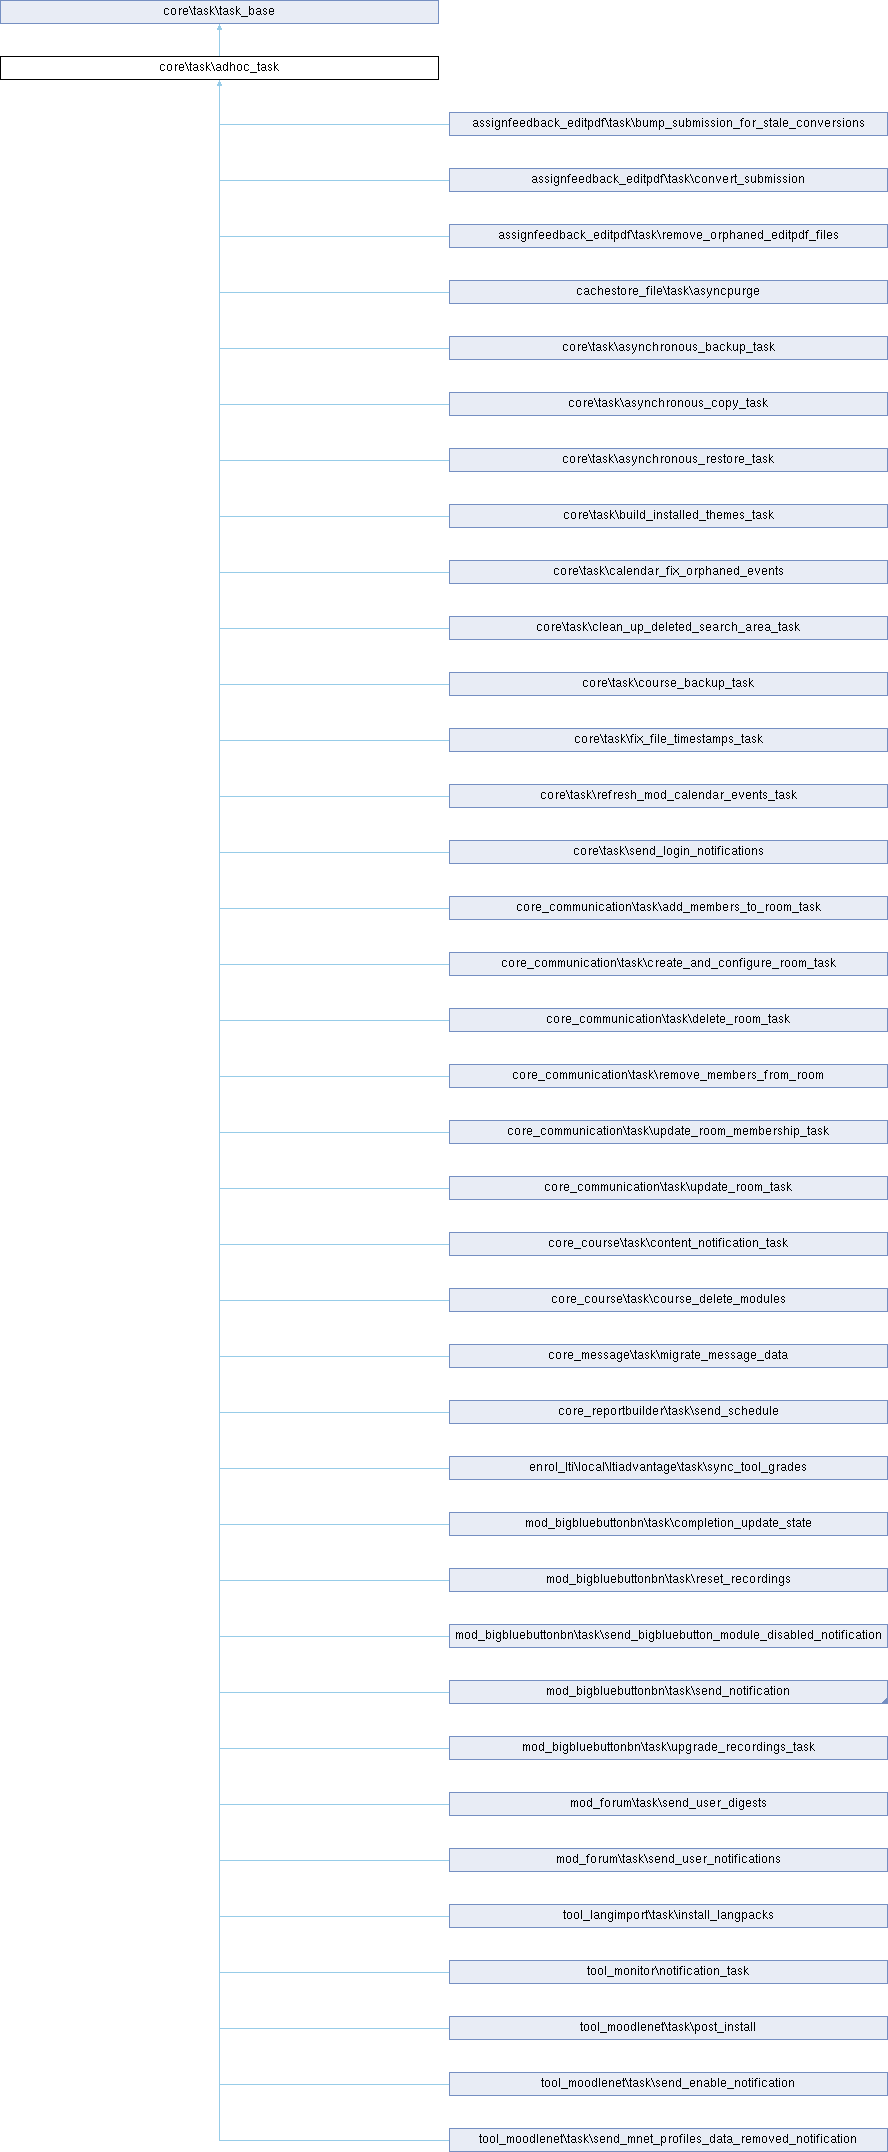 core\task\task_base
core\task\adhoc_task
assignfeedback_editpdf\task\bump_submission_for_stale_conversions
assignfeedback_editpdf\task\convert_submission
assignfeedback_editpdf\task\remove_orphaned_editpdf_files
cachestore_file\task\asyncpurge
core\task\asynchronous_backup_task
core\task\asynchronous_copy_task
core\task\asynchronous_restore_task
core\task\build_installed_themes_task
core\task\calendar_fix_orphaned_events
core\task\clean_up_deleted_search_area_task
core\task\course_backup_task
core\task\fix_file_timestamps_task
core\task\refresh_mod_calendar_events_task
core\task\send_login_notifications
core_communication\task\add_members_to_room_task
core_communication\task\create_and_configure_room_task
core_communication\task\delete_room_task
core_communication\task\remove_members_from_room
core_communication\task\update_room_membership_task
core_communication\task\update_room_task
core_course\task\content_notification_task
core_course\task\course_delete_modules
core_message\task\migrate_message_data
core_reportbuilder\task\send_schedule
enrol_lti\local\ltiadvantage\task\sync_tool_grades
mod_bigbluebuttonbn\task\completion_update_state
mod_bigbluebuttonbn\task\reset_recordings
mod_bigbluebuttonbn\task\send_bigbluebutton_module_disabled_notification
mod_bigbluebuttonbn\task\send_notification
mod_bigbluebuttonbn\task\upgrade_recordings_task
mod_forum\task\send_user_digests
mod_forum\task\send_user_notifications
tool_langimport\task\install_langpacks
tool_monitor\notification_task
tool_moodlenet\task\post_install
tool_moodlenet\task\send_enable_notification
tool_moodlenet\task\send_mnet_profiles_data_removed_notification